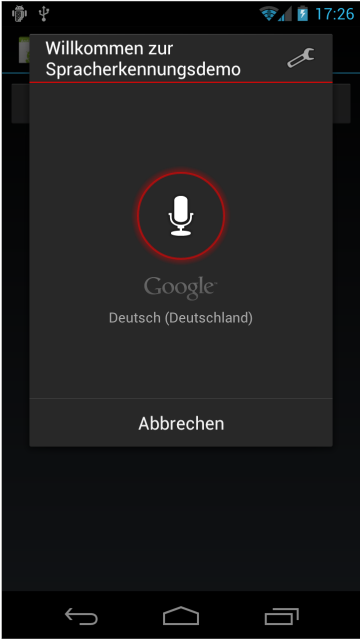 17:26
Willkommen zur
Spracherkennungsdemo
Google
Deutsch (Deutschland)
Abbrechen